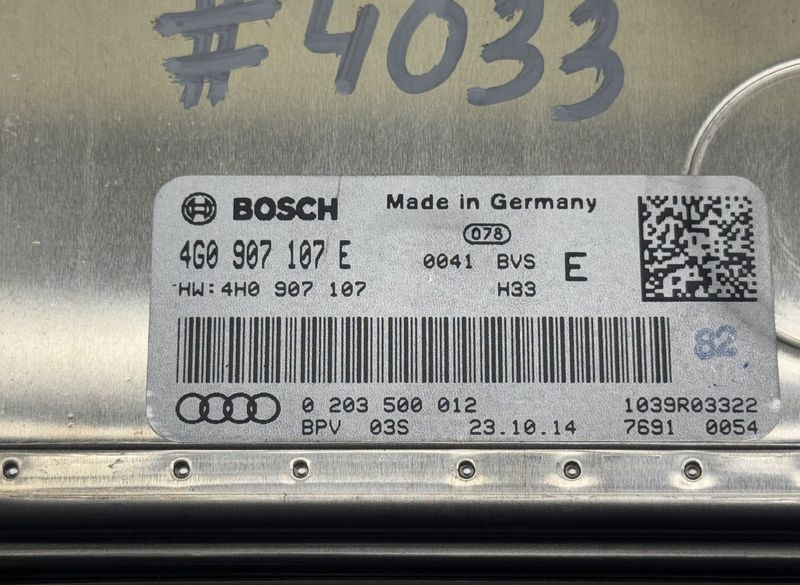 #4033
BOSCH Made in Germany
078
4G0 907 107 E 0041 BVS E
HW:4H0 907 107 H33
82
0 203 500 012 1039R03322
BPV 03S 23.10.14 7691 0054